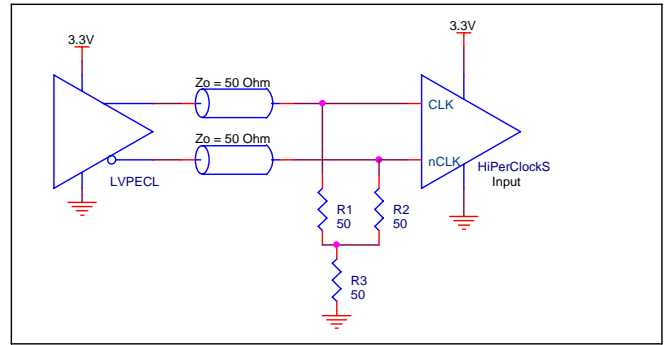 3.3V
3.3V
Zo = 50 Ohm
CLK
Zo = 50 Ohm
nCLK
LVPECL
HiPerClockS
Input
R1
50
R2
50
R3
50